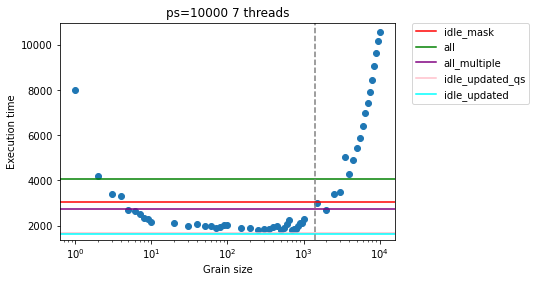 ps=10000 7 threads
Execution time
10000
8000
6000
4000
2000
10⁰
10¹
10²
10³
10⁴
Grain size
idle_mask
all
all_multiple
idle_updated_qs
idle_updated